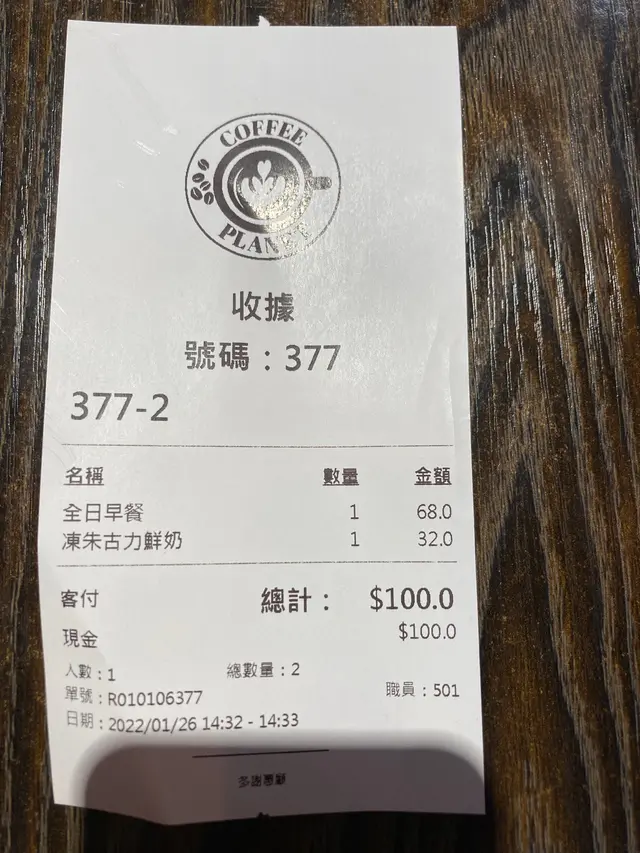 COFFEE
PLANET
收據
號碼：377
377-2
名稱 數量 金額
全日早餐 1 68.0
凍朱古力鮮奶 1 32.0
客付 總計： $100.0
現金 $100.0
人數：1 總數量：2
單號：R010106377 職員：501
日期：2022/01/26 14:32 - 14:33